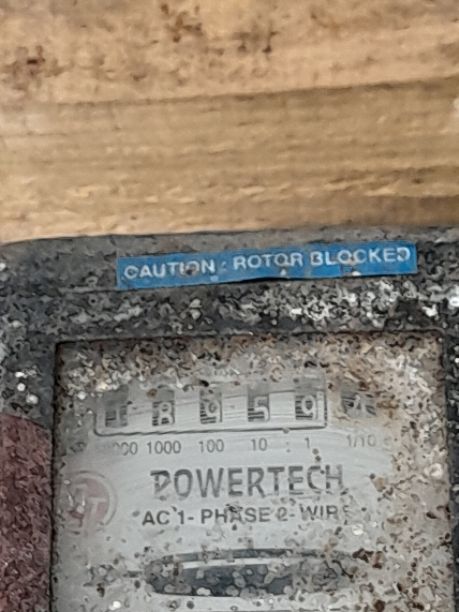 CAUTION : ROTOR BLOCKED
1000 100 10 : 1 1/10
POWERTECH
AC 1- PHASE 2- WIRE